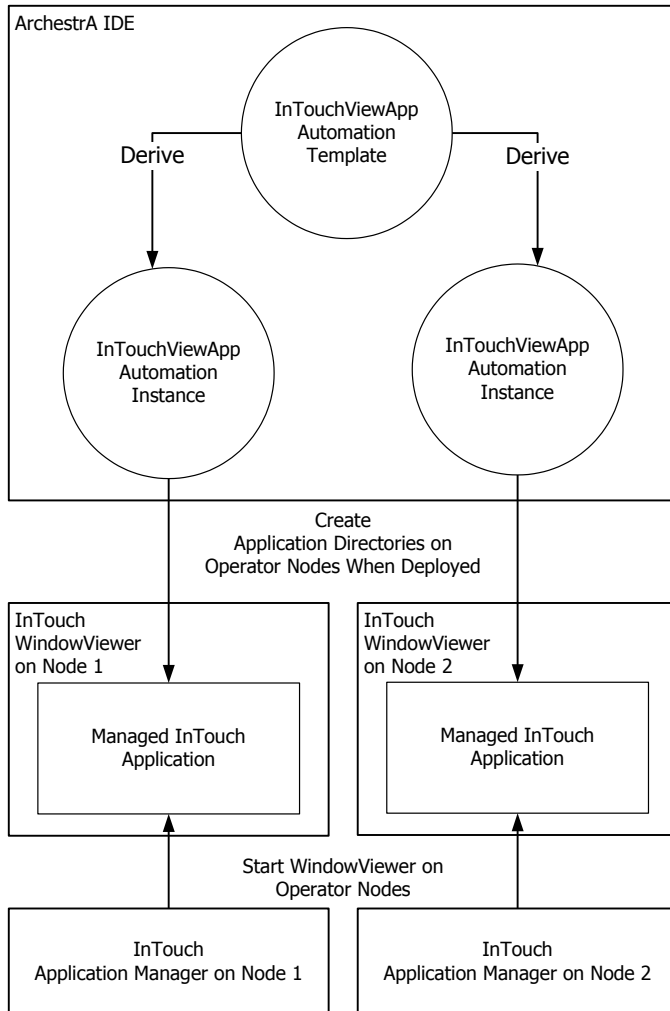 ArchestrA IDE
InTouchViewApp
Automation
Template
Derive
Derive
InTouchViewApp
Automation
Instance
InTouchViewApp
Automation
Instance
Create
Application Directories on
Operator Nodes When Deployed
InTouch
WindowViewer
on Node 1
Managed InTouch
Application
InTouch
WindowViewer
on Node 2
Managed InTouch
Application
Start WindowViewer on
Operator Nodes
InTouch
Application Manager on Node 1
InTouch
Application Manager on Node 2